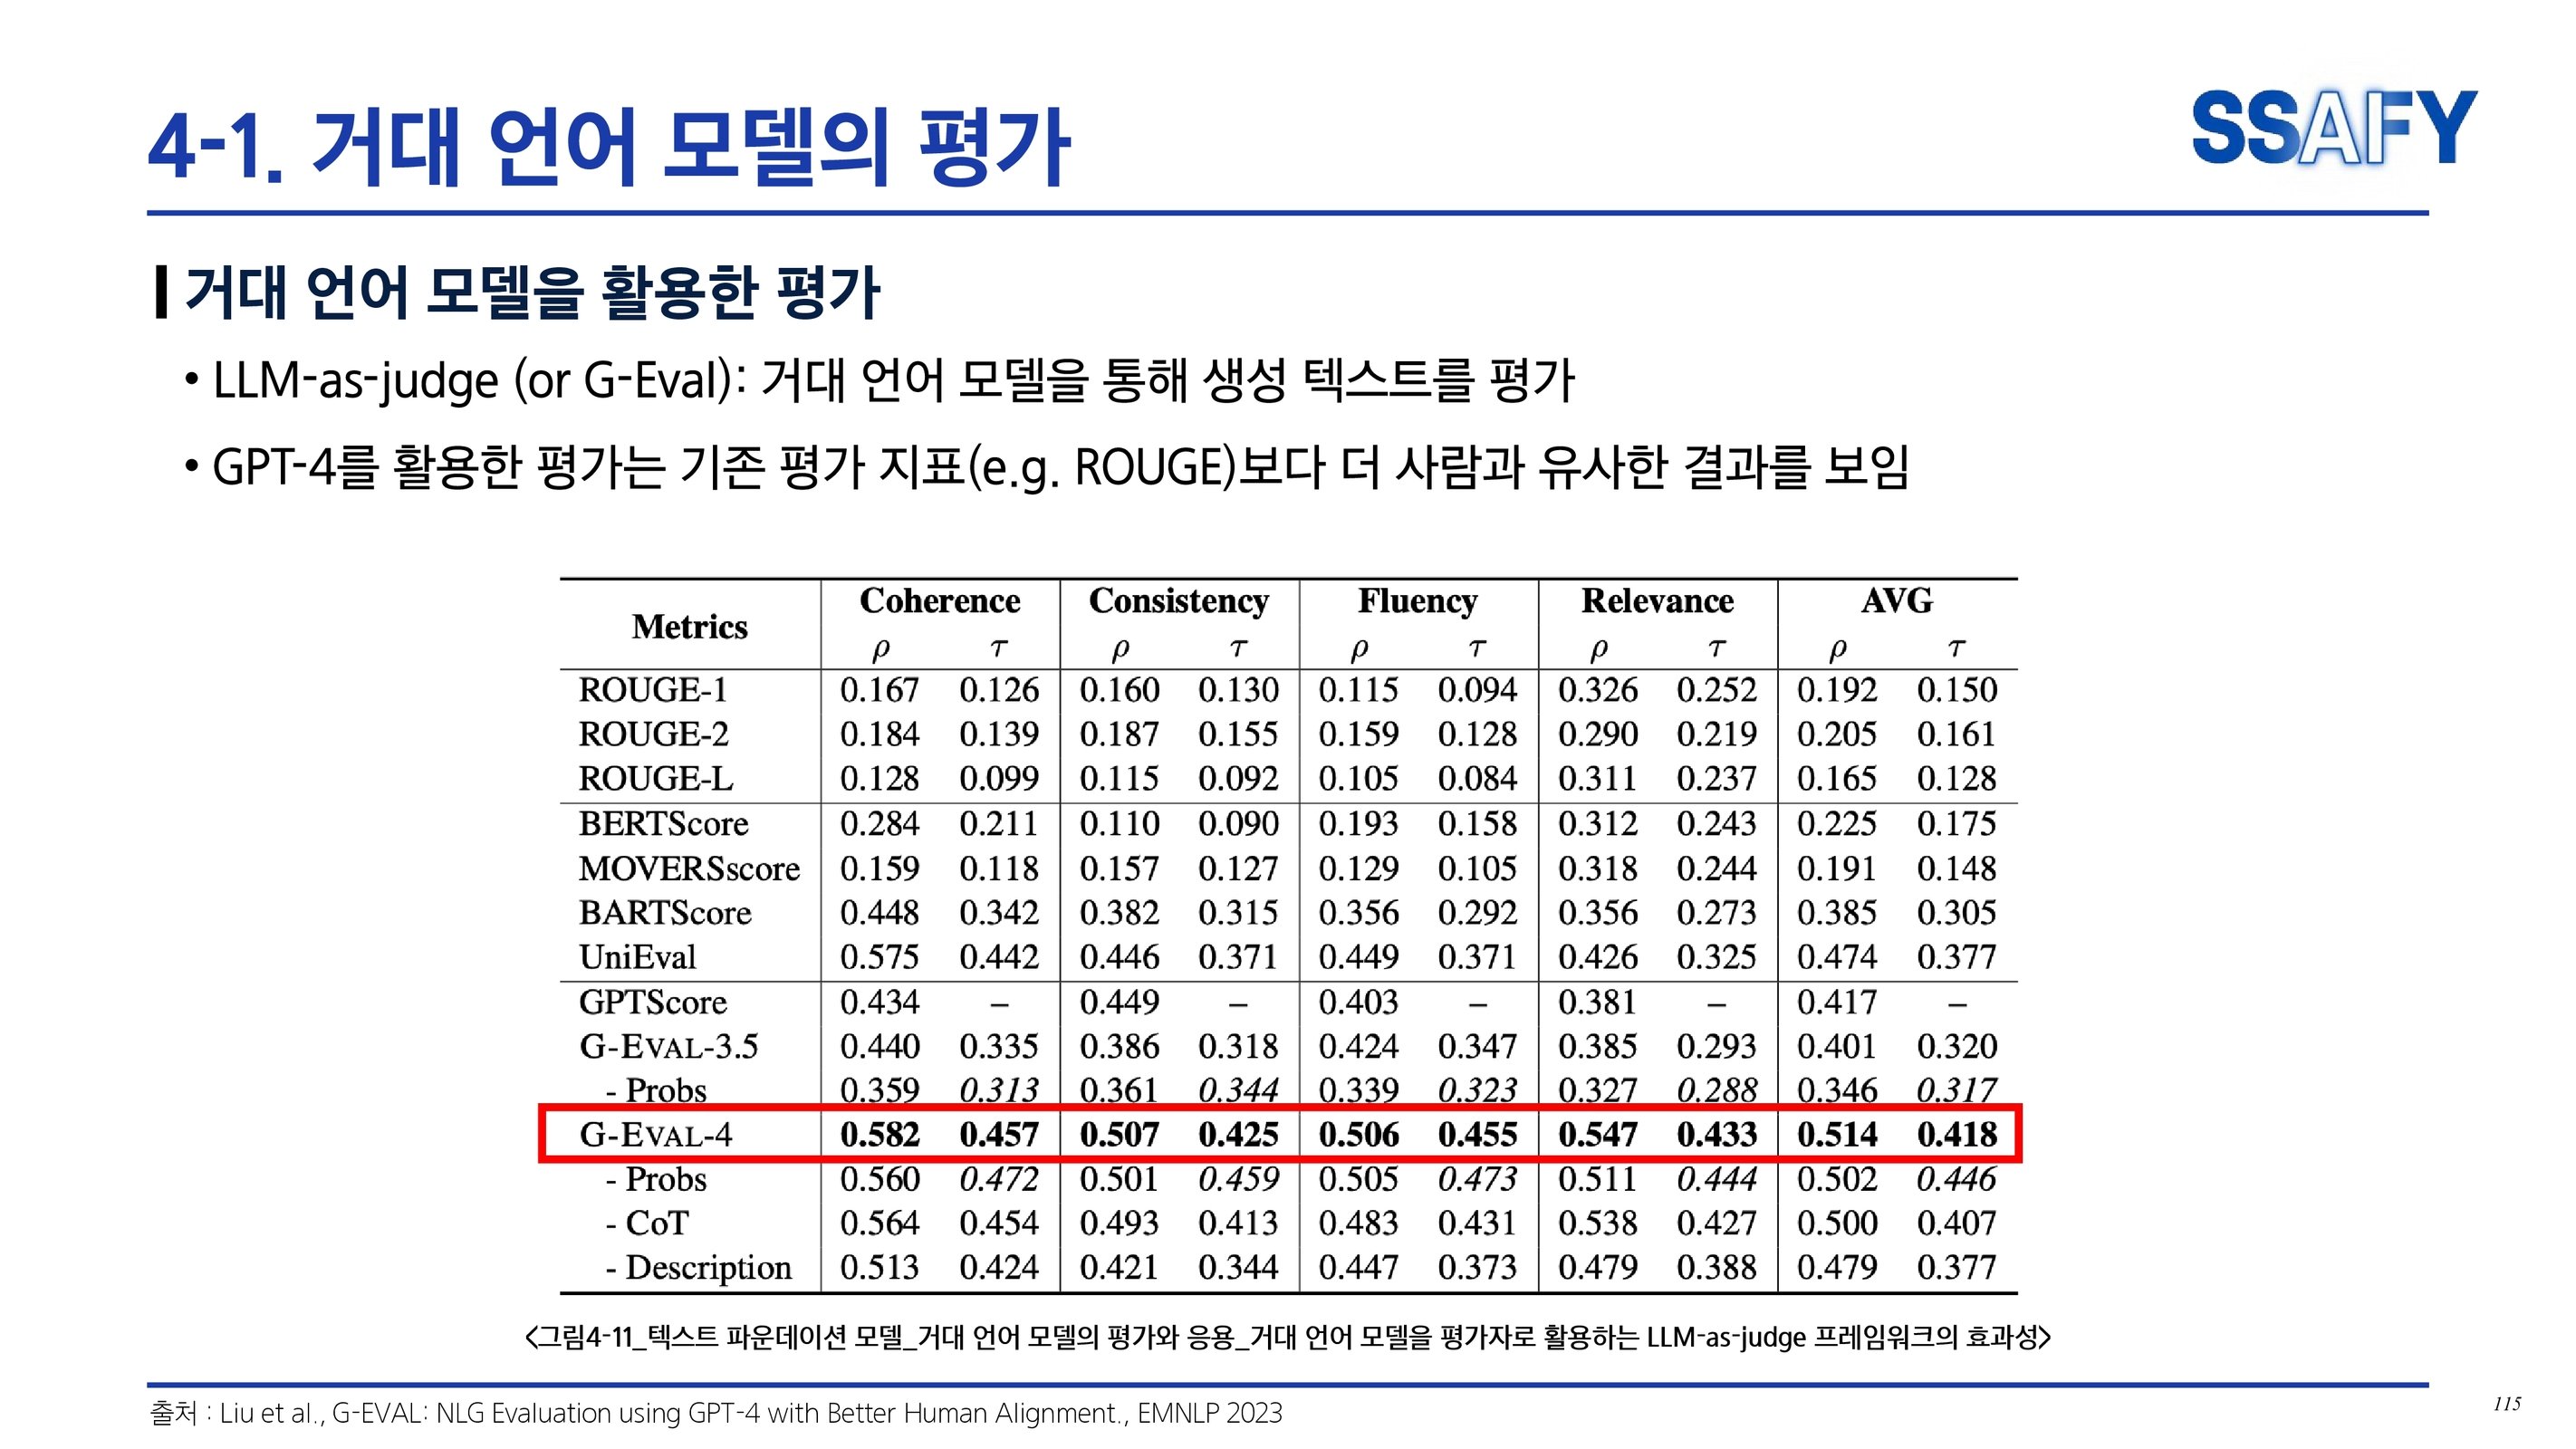 4-1. 거대 언어 모델의 평가
SSAFY
거대 언어 모델을 활용한 평가
• LLM-as-judge (or G-Eval): 거대 언어 모델을 통해 생성 텍스트를 평가
• GPT-4를 활용한 평가는 기존 평가 지표(e.g. ROUGE)보다 더 사람과 유사한 결과를 보임
Metrics Coherence Consistency Fluency Relevance AVG
ρ τ ρ τ ρ τ ρ τ ρ τ
ROUGE-1 0.167 0.126 0.160 0.130 0.115 0.094 0.326 0.252 0.192 0.150
ROUGE-2 0.184 0.139 0.187 0.155 0.159 0.128 0.290 0.219 0.205 0.161
ROUGE-L 0.128 0.099 0.115 0.092 0.105 0.084 0.311 0.237 0.165 0.128
BERTScore 0.284 0.211 0.110 0.090 0.193 0.158 0.312 0.243 0.225 0.175
MOVERSscore 0.159 0.118 0.157 0.127 0.129 0.105 0.318 0.244 0.191 0.148
BARTScore 0.448 0.342 0.382 0.315 0.356 0.292 0.356 0.273 0.385 0.305
UniEval 0.575 0.442 0.446 0.371 0.449 0.371 0.426 0.325 0.474 0.377
GPTScore 0.434 – 0.449 – 0.403 – 0.381 – 0.417 –
G-EVAL-3.5 0.440 0.335 0.386 0.318 0.424 0.347 0.385 0.293 0.401 0.320
- Probs 0.359 0.313 0.361 0.344 0.339 0.323 0.327 0.288 0.346 0.317
G-EVAL-4 0.582 0.457 0.507 0.425 0.506 0.455 0.547 0.433 0.514 0.418
- Probs 0.560 0.472 0.501 0.459 0.505 0.473 0.511 0.444 0.502 0.446
- CoT 0.564 0.454 0.493 0.413 0.483 0.431 0.538 0.427 0.500 0.407
- Description 0.513 0.424 0.421 0.344 0.447 0.373 0.479 0.388 0.479 0.377
<그림4-11_텍스트 파운데이션 모델_거대 언어 모델의 평가와 응용_거대 언어 모델을 평가자로 활용하는 LLM-as-judge 프레임워크의 효과성>
출처 : Liu et al., G-EVAL: NLG Evaluation using GPT-4 with Better Human Alignment., EMNLP 2023
115